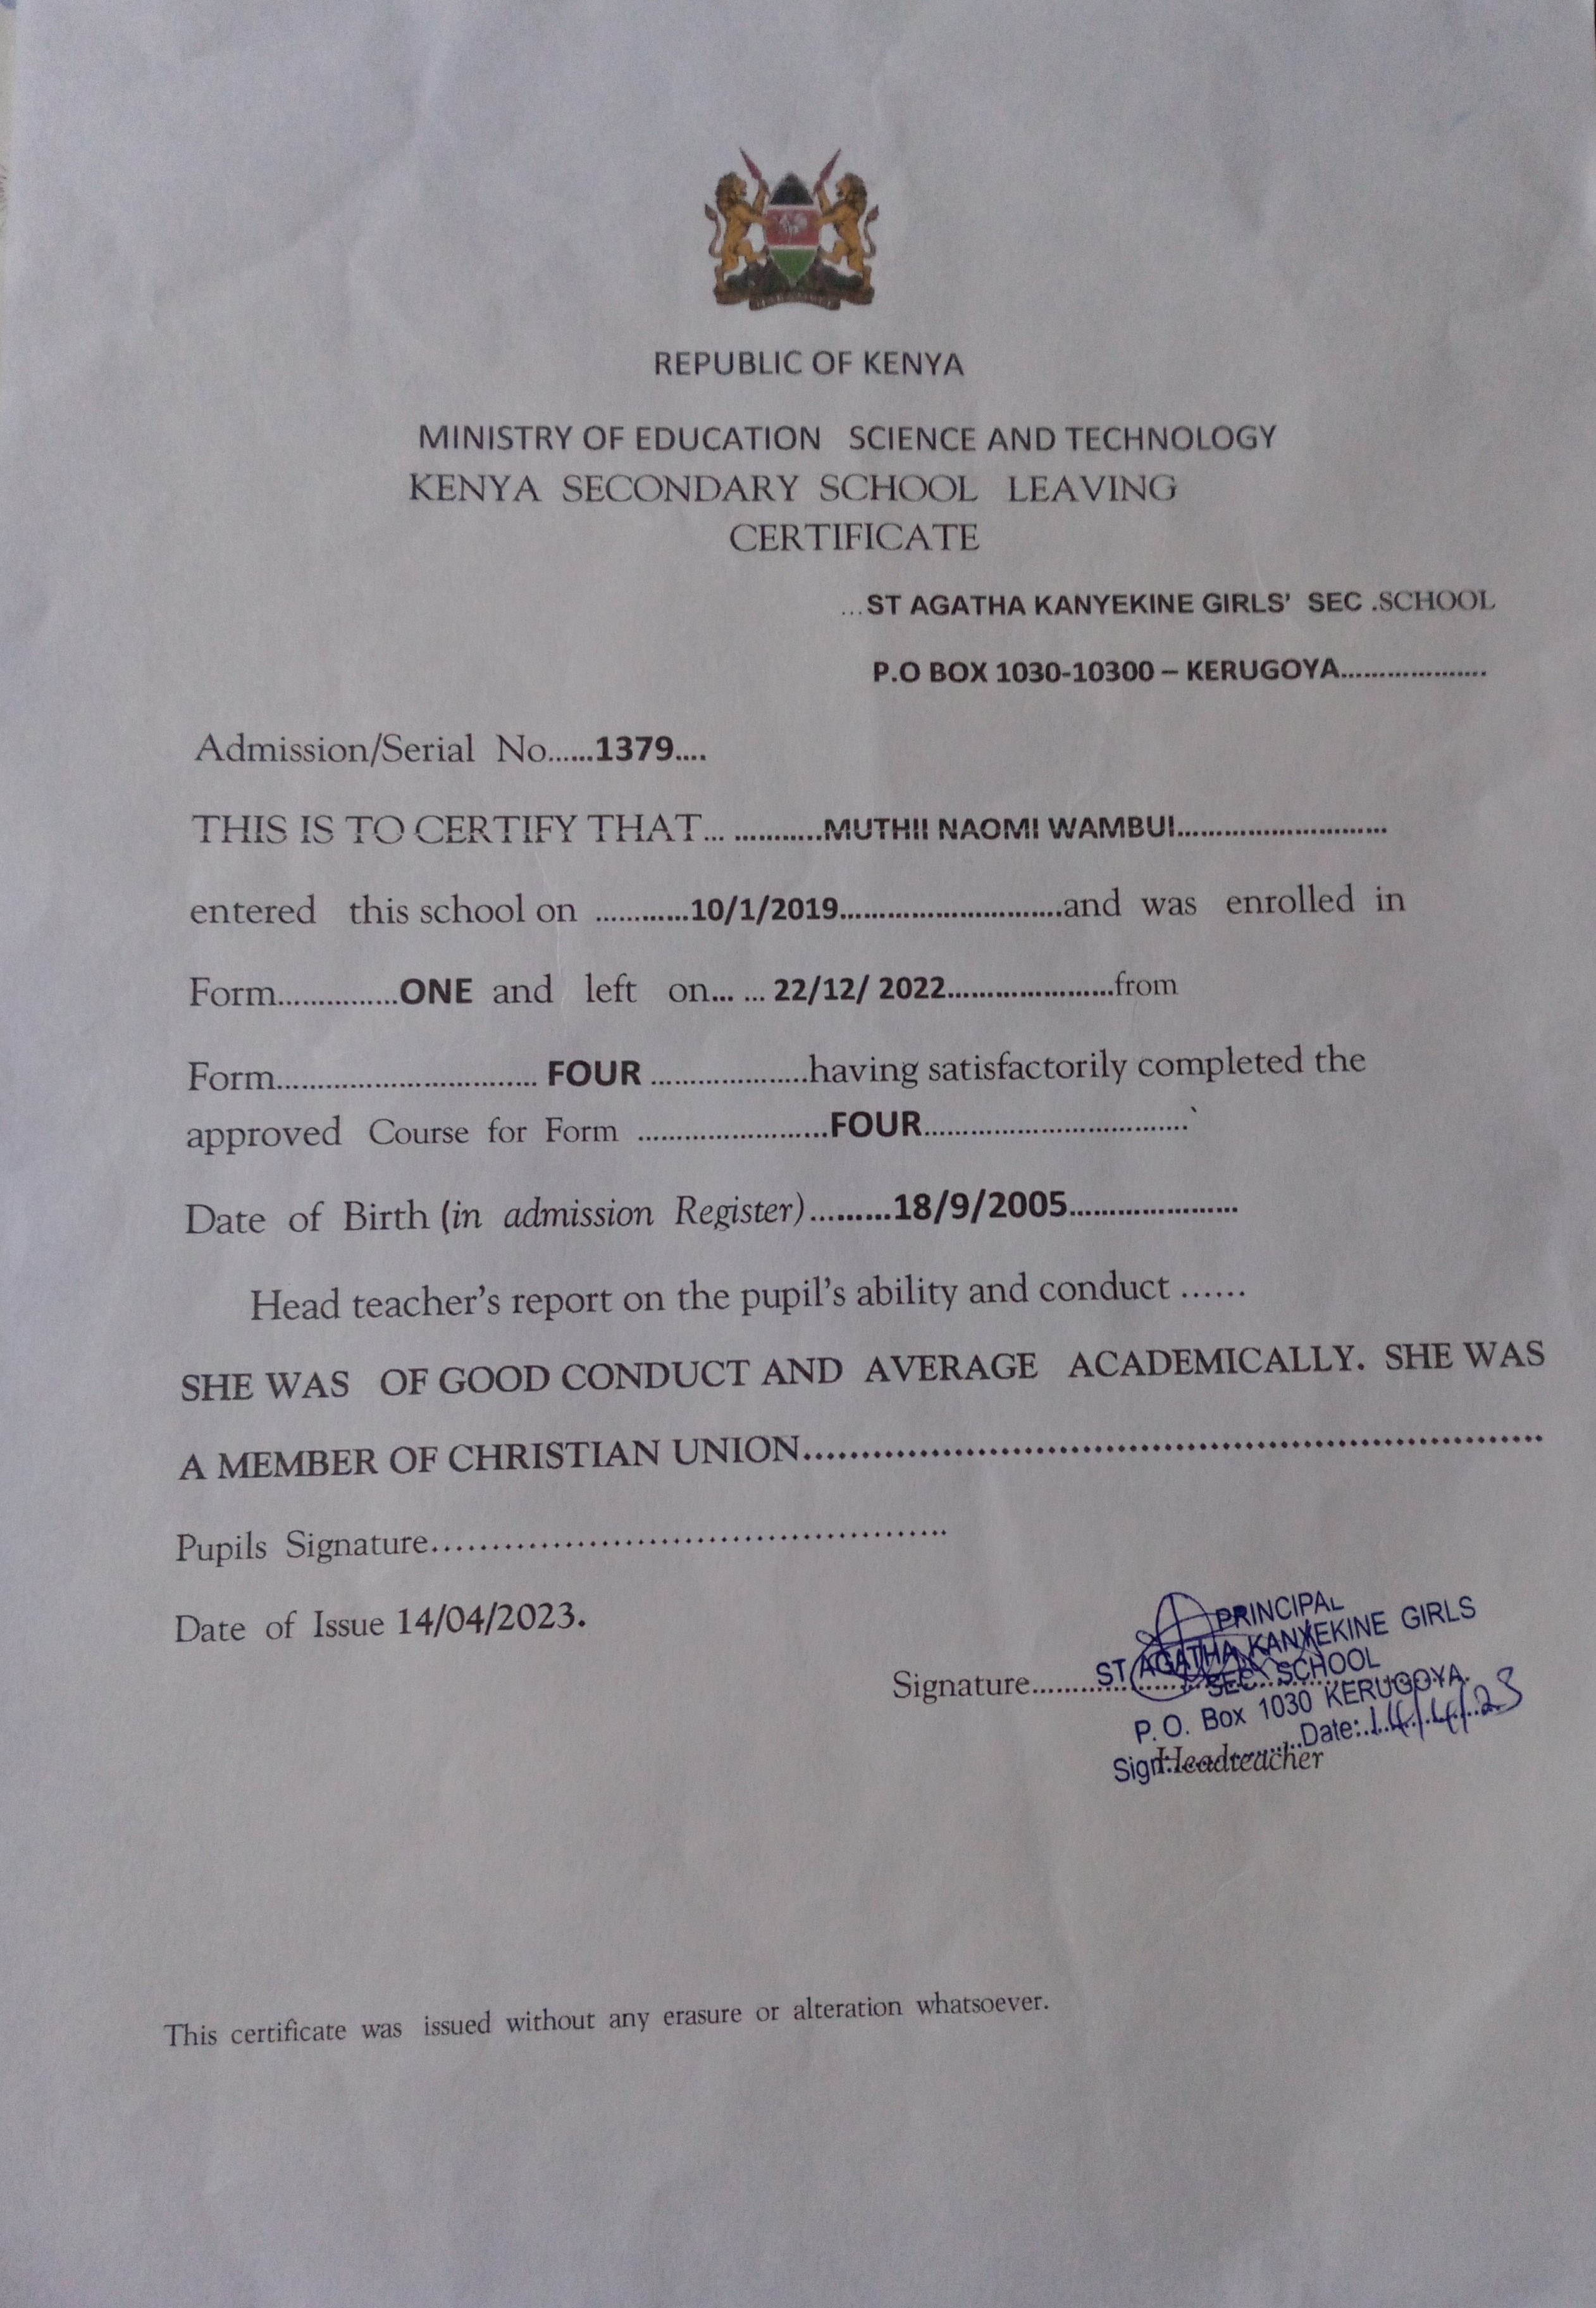 REPUBLIC OF KENYA
MINISTRY OF EDUCATION SCIENCE AND TECHNOLOGY
KENYA SECONDARY SCHOOL LEAVING
CERTIFICATE
...ST AGATHA KANYEKINE GIRLS' SEC .SCHOOL
P.O BOX 1030-10300 – KERUGOYA....................
Admission/Serial No......1379....
THIS IS TO CERTIFY THAT... ...........MUTHII NAOMI WAMBUI............................
entered this school on ............10/1/2019............................and was enrolled in
Form...............ONE and left on... ... 22/12/ 2022.....................from
Form................................. FOUR ....................having satisfactorily completed the
approved Course for Form ........................FOUR..................................`
Date of Birth (in admission Register)..........18/9/2005......................
Head teacher's report on the pupil's ability and conduct ......
SHE WAS OF GOOD CONDUCT AND AVERAGE ACADEMICALLY. SHE WAS
A MEMBER OF CHRISTIAN UNION..............................................................
Pupils Signature...............................................
Date of Issue 14/04/2023.
PRINCIPAL
ST AGATHA KANYEKINE GIRLS
SEC. SCHOOL
Signature....................................
P. O. Box 1030 KERUGOYA.
Date: 14/4/23
Sign:
Headteacher
This certificate was issued without any erasure or alteration whatsoever.